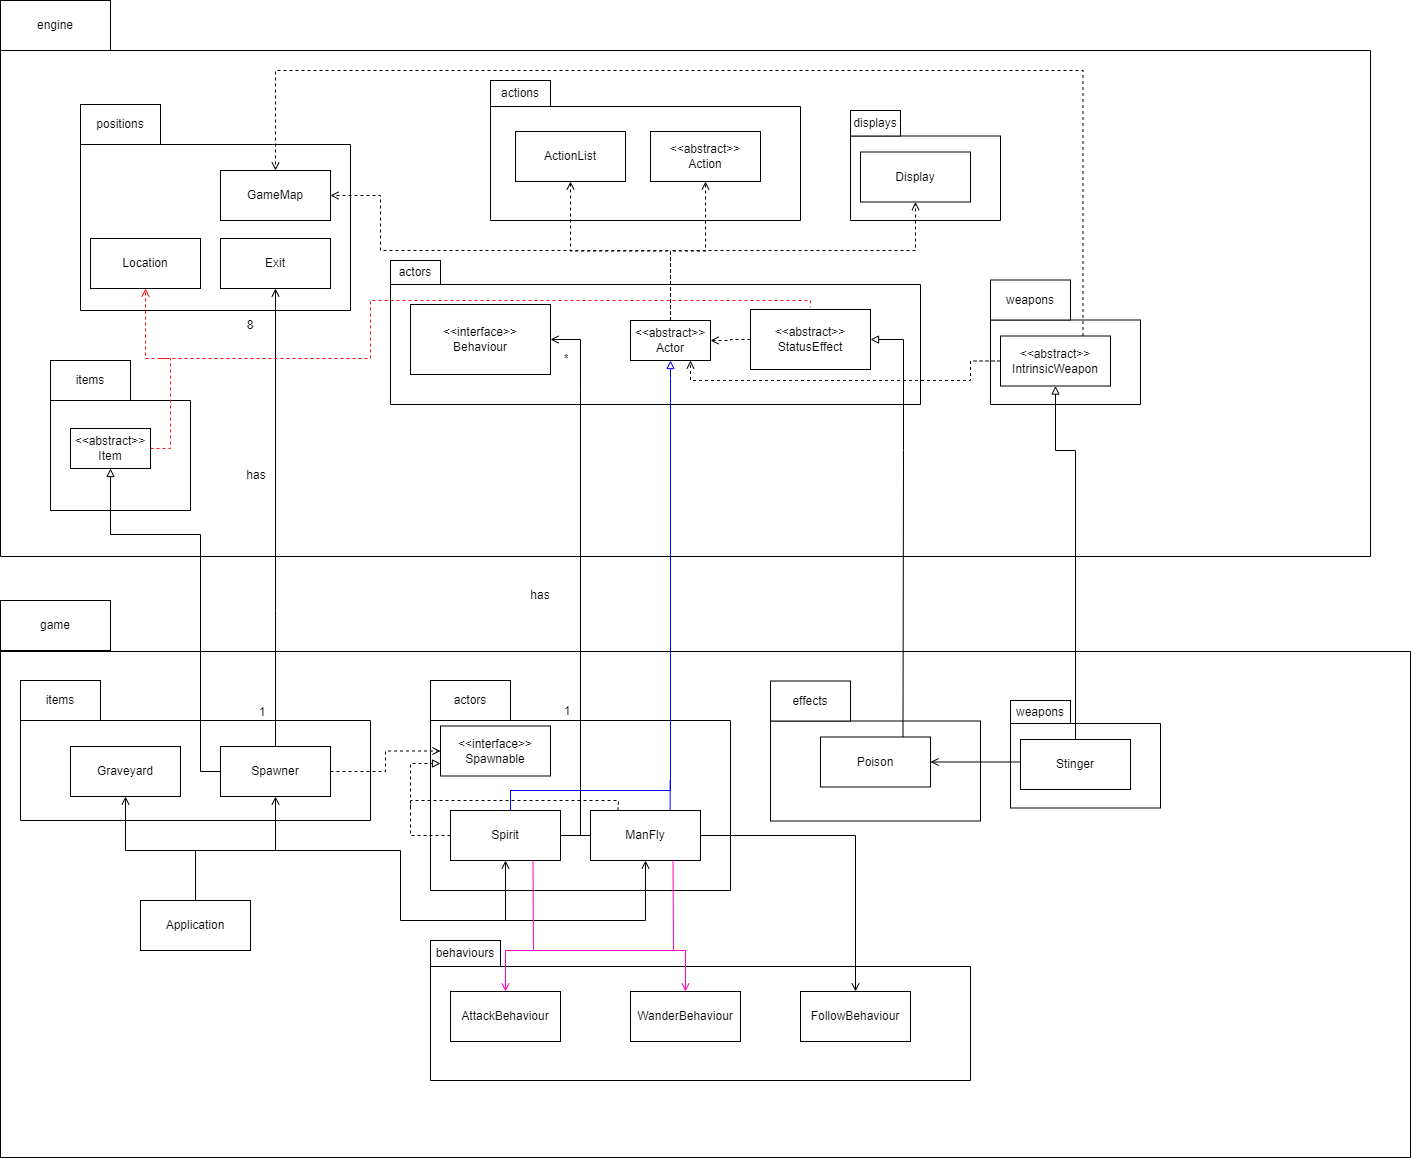 engine
actions
positions
displays
ActionList
<<abstract>>
Action
Display
GameMap
Location
Exit
actors
weapons
8
<<interface>>
Behaviour
*
<<abstract>>
Actor
<<abstract>>
StatusEffect
<<abstract>>
IntrinsicWeapon
items
<<abstract>>
Item
has
has
game
items
actors
1
1
effects
weapons
Graveyard
Spawner
<<interface>>
Spawnable
Poison
Stinger
Spirit
ManFly
Application
behaviours
AttackBehaviour
WanderBehaviour
FollowBehaviour